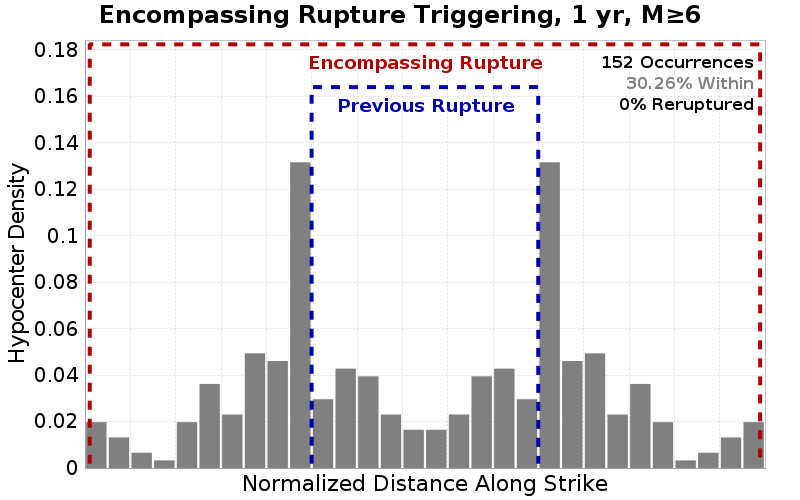 Encompassing Rupture Triggering, 1 yr, M≥6
0.18
Encompassing Rupture
152 Occurrences
30.26% Within
0.16
Previous Rupture
0% Reruptured
0.14
0.12
0.1
0.08
0.06
0.04
0.02
0
Hypocenter Density
Normalized Distance Along Strike